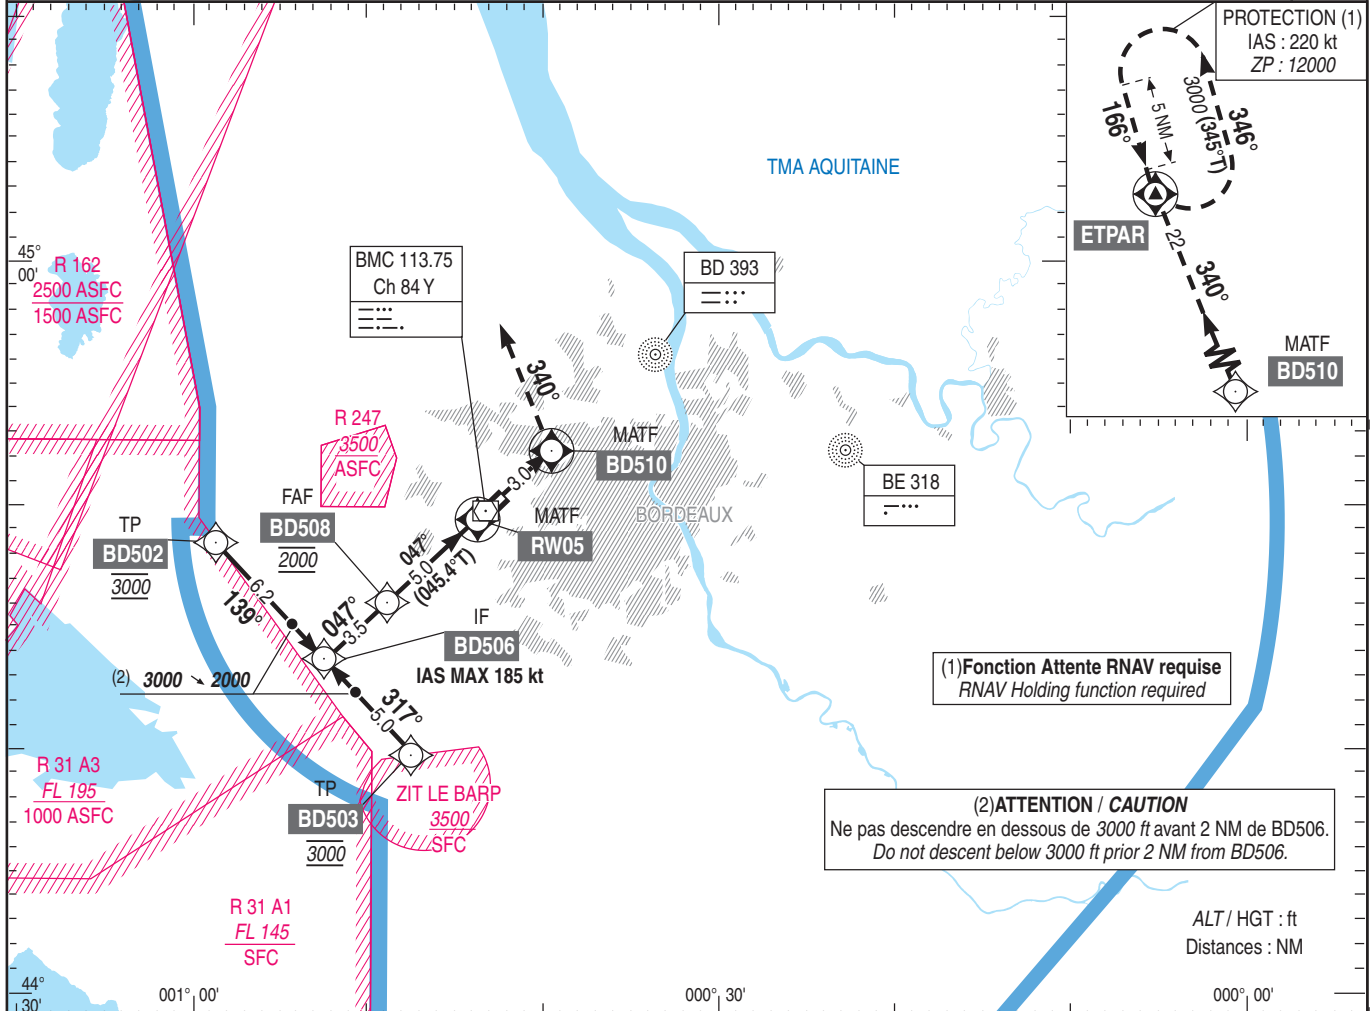 PROTECTION (1)
IAS : 220 kt
ZP : 12000
166°
5 NM
3000 (345°T)
346°
ETPAR
22
340°
MATF
BD510
TMA AQUITAINE
45°
00'
R 162
2500 ASFC
1500 ASFC
BMC 113.75
Ch 84 Y
BD 393
340°
R 247
3500
ASFC
MATF
BD510
3.0
BE 318
FAF
BD508
2000
MATF
RW05
BORDEAUX
TP
BD502
3000
047°
5.0
(045.4°T)
6.2
139°
047°
3.5
IF
BD506
IAS MAX 185 kt
(2) 3000 ➘ 2000
317°
5.0
(1)Fonction Attente RNAV requise
RNAV Holding function required
R 31 A3
FL 195
1000 ASFC
TP
BD503
3000
ZIT LE BARP
3500
SFC
(2)ATTENTION / CAUTION
Ne pas descendre en dessous de 3000 ft avant 2 NM de BD506.
Do not descent below 3000 ft prior 2 NM from BD506.
R 31 A1
FL 145
SFC
ALT / HGT : ft
Distances : NM
44°
30'
001° 00'
000° 30'
000° 00'